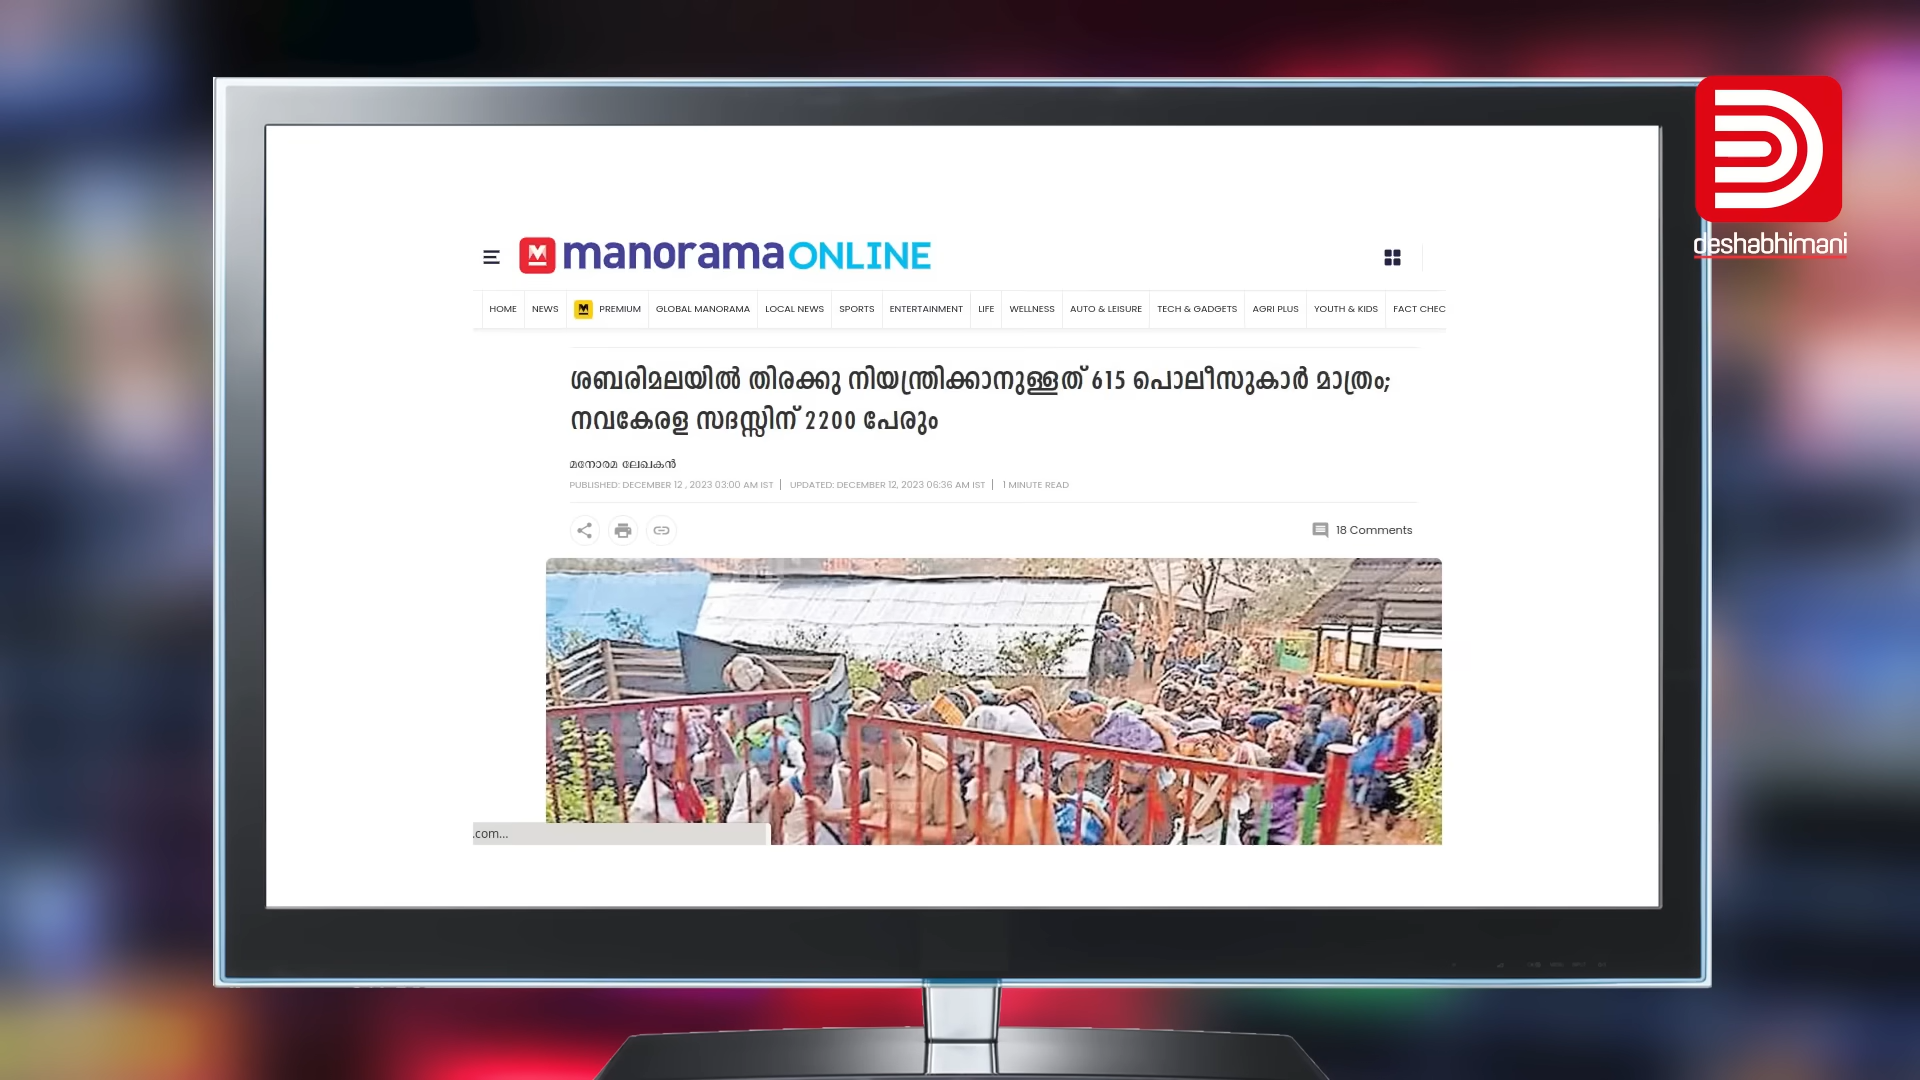 deshabhimani
manorama ONLINE
HOME NEWS PREMIUM GLOBAL MANORAMA LOCAL NEWS SPORTS ENTERTAINMENT LIFE WELLNESS AUTO & LEISURE TECH & GADGETS AGRI PLUS YOUTH & KIDS FACT CHEC
ശബരിമലയിൽ തിരക്കു നിയന്ത്രിക്കാനുള്ളത് 615 പൊലീസുകാർ മാത്രം;
നവകേരള സദസ്സിന് 2200 പേരും
മനോരമ ലേഖകൻ
PUBLISHED: DECEMBER 12 , 2023 03:00 AM IST | UPDATED: DECEMBER 12, 2023 06:36 AM IST | 1 MINUTE READ
18 Comments
.com...